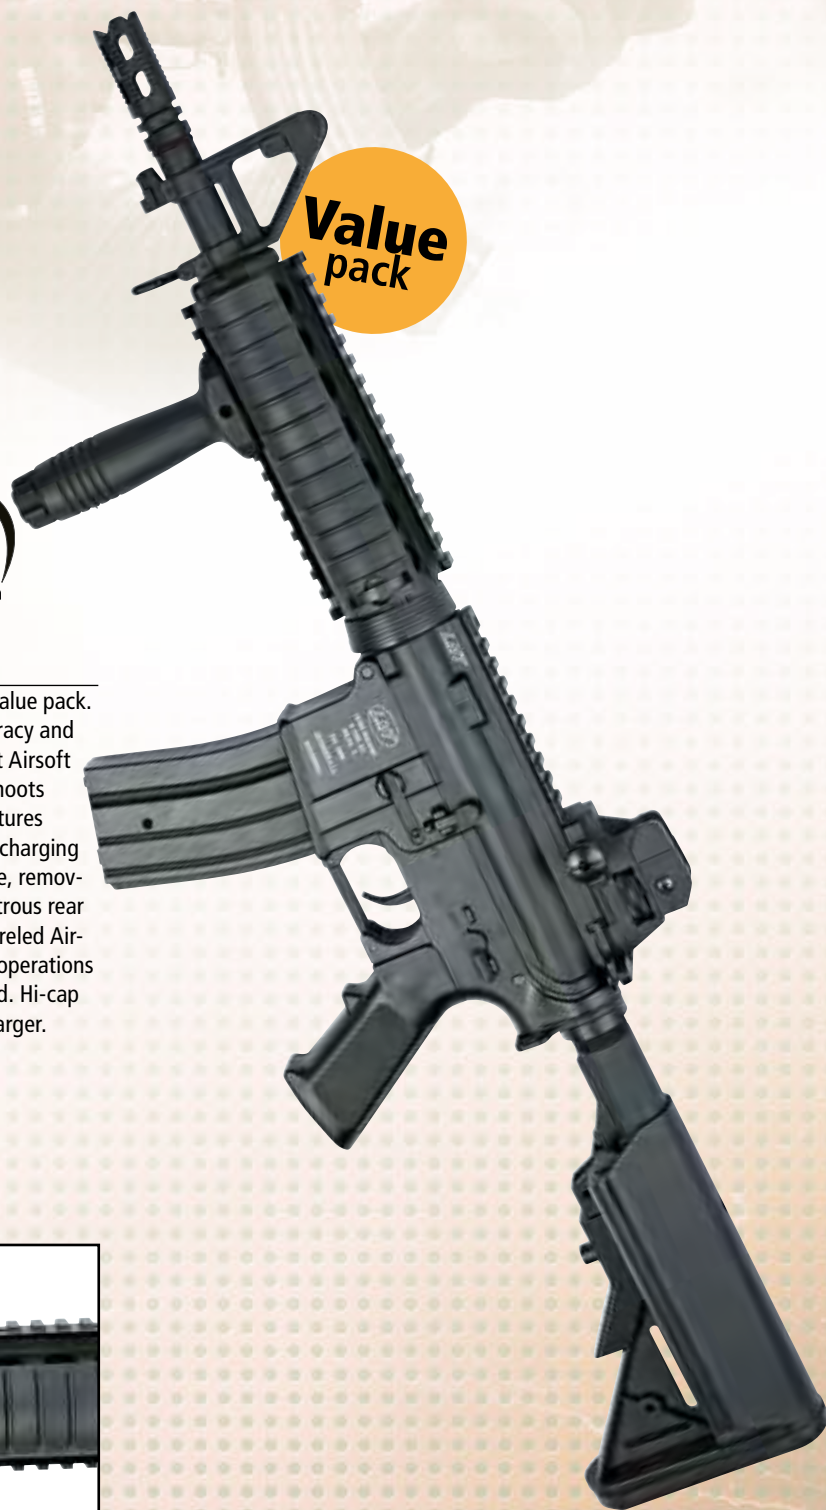 Value
pack
alue pack.
racy and
t Airsoft
hoots
tures
charging
e, remov-
trous rear
reled Air-
operations
d. Hi-cap
arger.